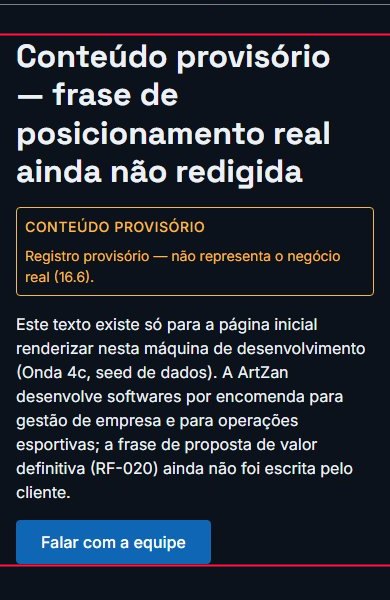 Conteúdo provisório
— frase de
posicionamento real
ainda não redigida
CONTEÚDO PROVISÓRIO
Registro provisório — não representa o negócio
real (16.6).
Este texto existe só para a página inicial
renderizar nesta máquina de desenvolvimento
(Onda 4c, seed de dados). A ArtZan
desenvolve softwares por encomenda para
gestão de empresa e para operações
esportivas; a frase de proposta de valor
definitiva (RF-020) ainda não foi escrita pelo
cliente.
Falar com a equipe